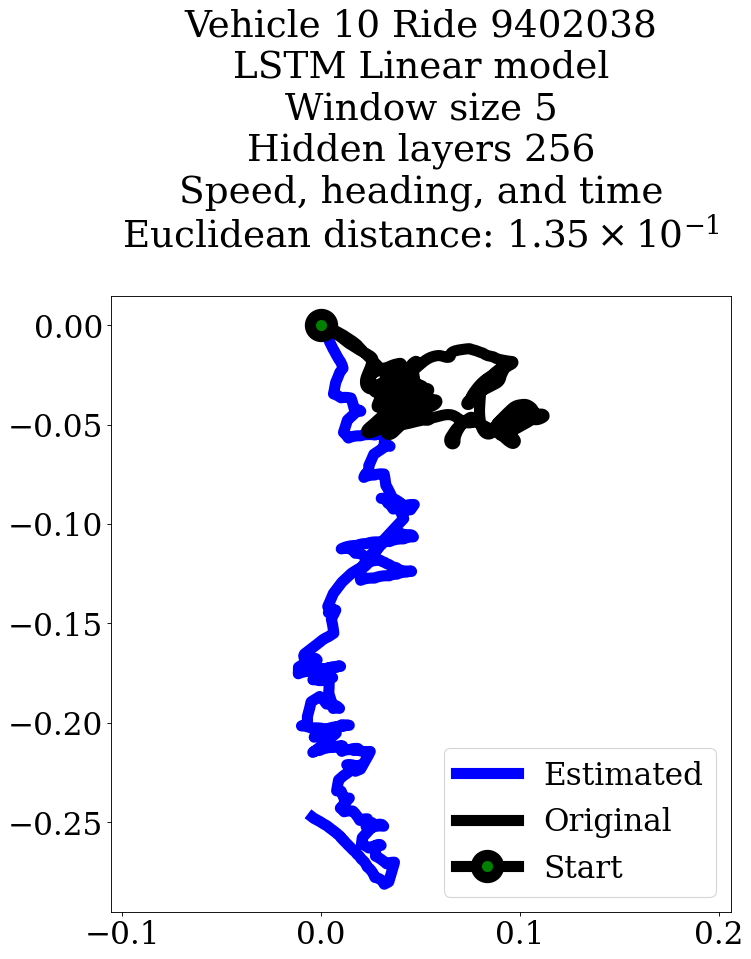 Vehicle 10 Ride 9402038
LSTM Linear model
Window size 5
Hidden layers 256
Speed, heading, and time
Euclidean distance: 1.35 × 10⁻¹
0.00
−0.05
−0.10
−0.15
−0.20
−0.25
Estimated
Original
Start
−0.1 0.0 0.1 0.2